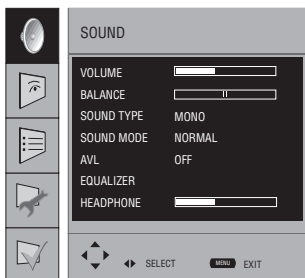 SOUND
VOLUME
BALANCE
SOUND TYPE MONO
SOUND MODE NORMAL
AVL OFF
EQUALIZER
HEADPHONE
SELECT MENU EXIT